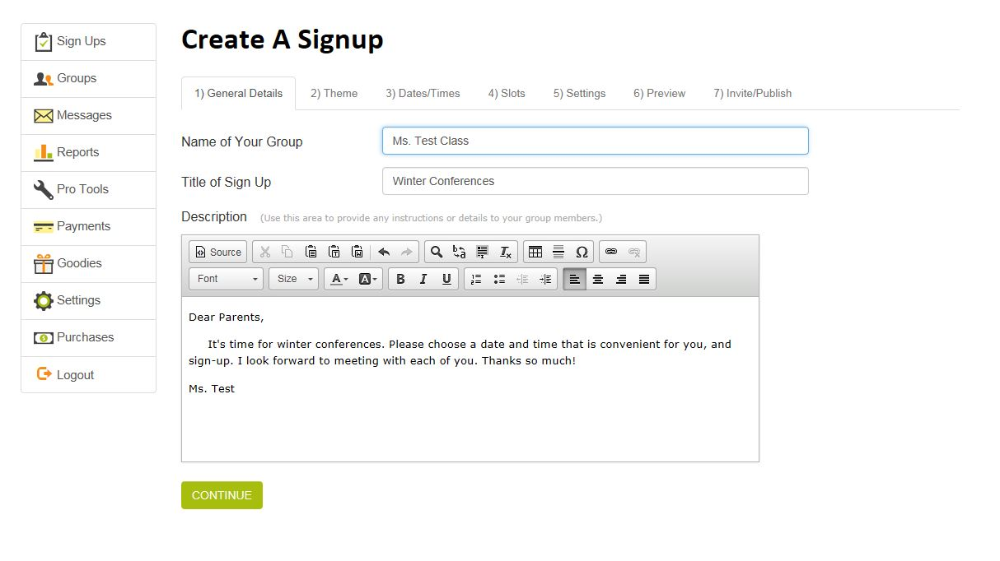 Sign Ups
Groups
Messages
Reports
Pro Tools
Payments
Goodies
Settings
Purchases
Logout
Create A Signup
1) General Details 2) Theme 3) Dates/Times 4) Slots 5) Settings 6) Preview 7) Invite/Publish
Name of Your Group Ms. Test Class
Title of Sign Up Winter Conferences
Description (Use this area to provide any instructions or details to your group members.)
Source
Font Size A A B I U
Dear Parents,
It's time for winter conferences. Please choose a date and time that is convenient for you, and
sign-up. I look forward to meeting with each of you. Thanks so much!
Ms. Test
CONTINUE